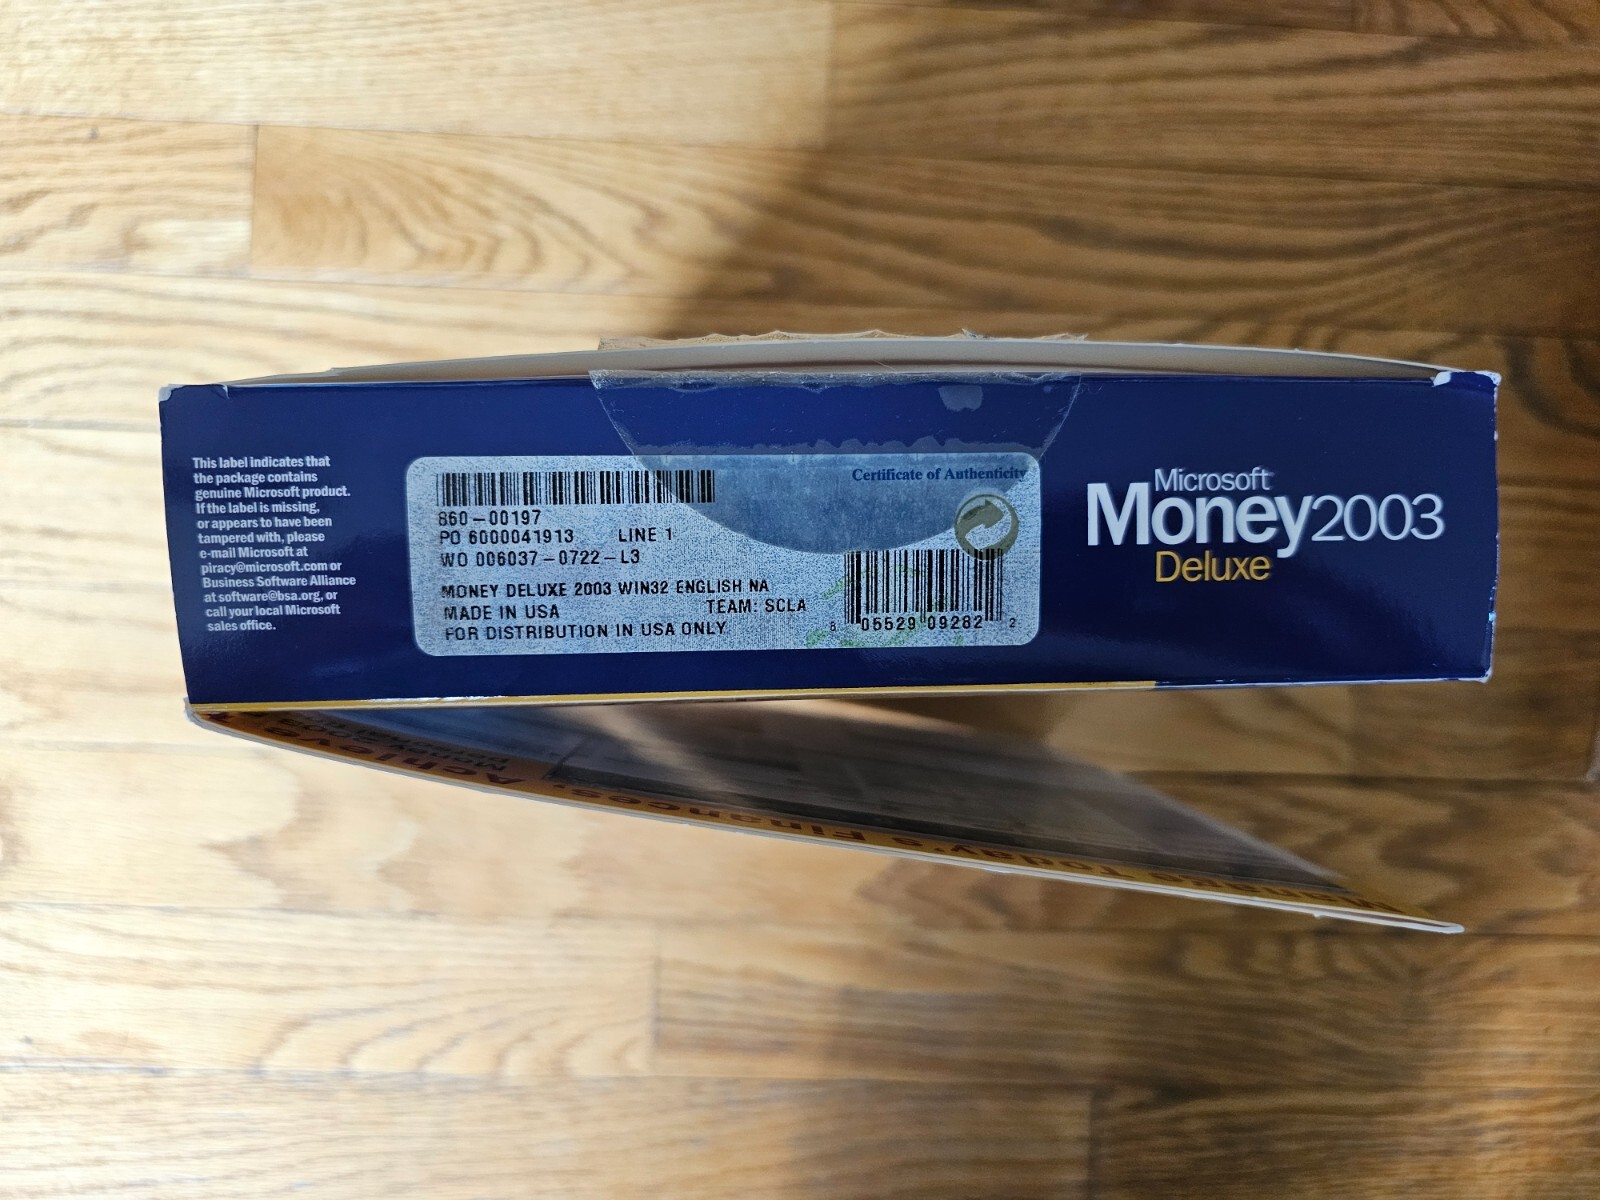 This label indicates that
the package contains
genuine Microsoft product.
If the label is missing,
or appears to have been
tampered with, please
e-mail Microsoft at
piracy@microsoft.com or
Business Software Alliance
at software@bsa.org, or
call your local Microsoft
sales office.
Certificate of Authenticity
860-00197
PO 6000041913 LINE 1
WO 006037-0722-L3
MONEY DELUXE 2003 WIN32 ENGLISH NA
MADE IN USA TEAM: SCLA
FOR DISTRIBUTION IN USA ONLY
8 05529 09282 2
Microsoft
Money2003
Deluxe
Manage Today's Finances,
Achieve